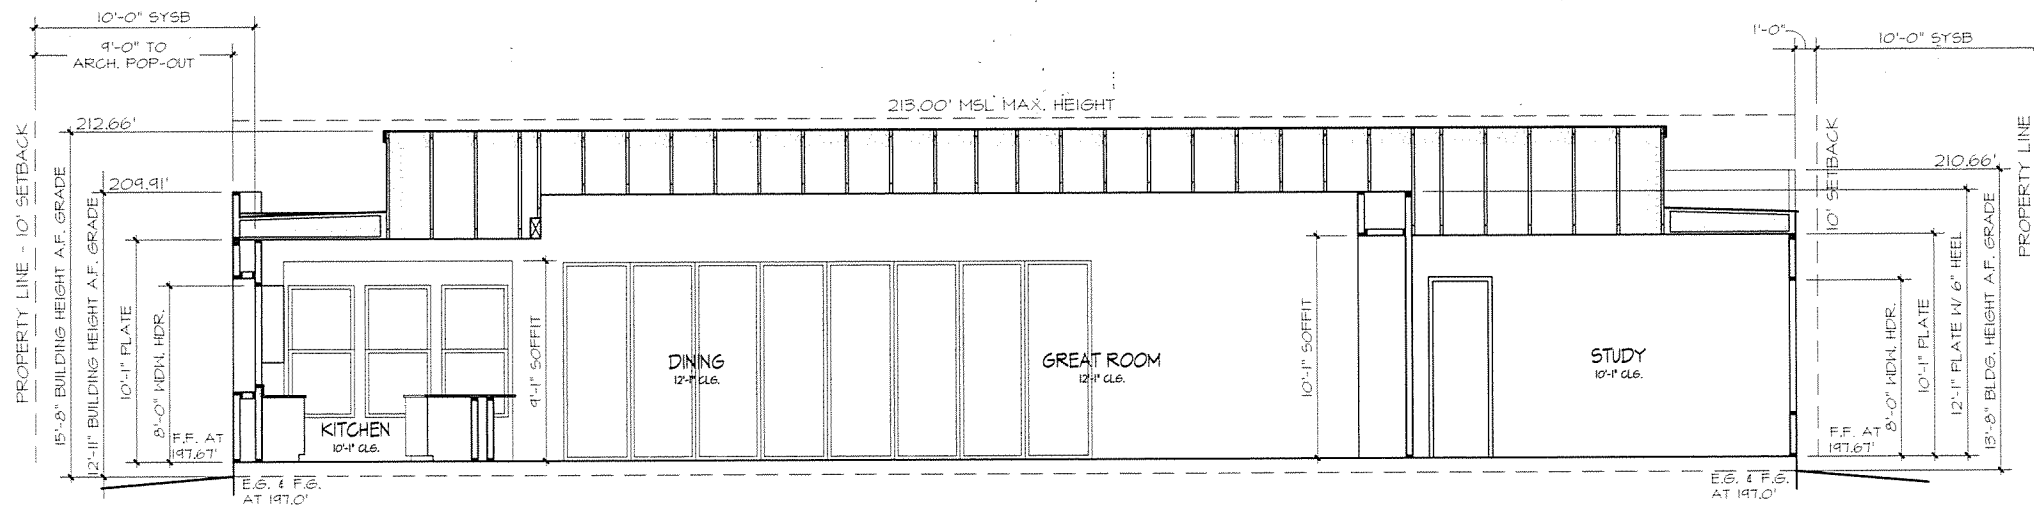 10'-0" SYSB
9'-0" TO
ARCH. POP-OUT
1'-0"
10'-0" SYSB
213.00' MSL MAX. HEIGHT
212.66'
209.91'
210.66'
PROPERTY LINE - 10' SETBACK
15'-8" BUILDING HEIGHT A.F. GRADE
12'-11" BUILDING HEIGHT A.F. GRADE
10'-1" PLATE
8'-0" WDW. HDR.
F.F. AT
197.67'
E.G. & F.G.
AT 197.0'
KITCHEN
10'-1" CLG.
9'-1" SOFFIT
DINING
12'-1" CLG.
GREAT ROOM
12'-1" CLG.
10'-1" SOFFIT
STUDY
10'-1" CLG.
10' SETBACK
PROPERTY LINE
8'-0" WDW. HDR.
10'-1" PLATE
12'-1" PLATE W/ 6" HEEL
13'-8" BLDG. HEIGHT A.F. GRADE
F.F. AT
197.67'
E.G. & F.G.
AT 197.0'